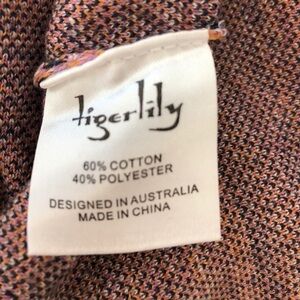 tigerlily
60% COTTON
40% POLYESTER
DESIGNED IN AUSTRALIA
MADE IN CHINA